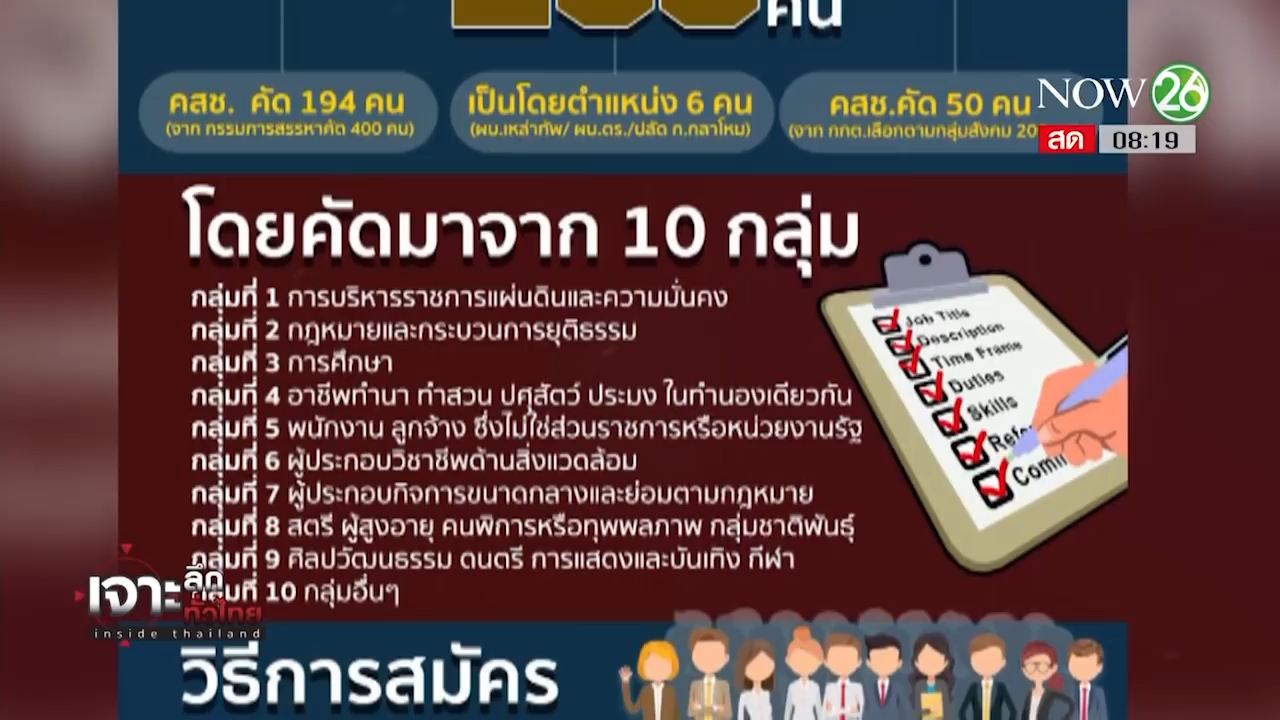 คน
คสช. คัด 194 คน
(จาก กรรมการสรรหาคัด 400 คน)
เป็นโดยตำแหน่ง 6 คน
(ผบ.เหล่าทัพ/ ผบ.ตร./ปลัด ก.กลาโหม)
คสช.คัด 50 คน
(จาก กกต.เลือกตามกลุ่มสังคม
NOW 26
สด 08:19
โดยคัดมาจาก 10 กลุ่ม
กลุ่มที่ 1 การบริหารราชการแผ่นดินและความมั่นคง
กลุ่มที่ 2 กฎหมายและกระบวนการยุติธรรม
กลุ่มที่ 3 การศึกษา
กลุ่มที่ 4 อาชีพทำนา ทำสวน ปศุสัตว์ ประมง ในทำนองเดียวกัน
กลุ่มที่ 5 พนักงาน ลูกจ้าง ซึ่งไม่ใช่ส่วนราชการหรือหน่วยงานรัฐ
กลุ่มที่ 6 ผู้ประกอบวิชาชีพด้านสิ่งแวดล้อม
กลุ่มที่ 7 ผู้ประกอบกิจการขนาดกลางและย่อมตามกฎหมาย
กลุ่มที่ 8 สตรี ผู้สูงอายุ คนพิการหรือทุพพลภาพ กลุ่มชาติพันธุ์
กลุ่มที่ 9 ศิลปวัฒนธรรม ดนตรี การแสดงและบันเทิง กีฬา
กลุ่มที่ 10 กลุ่มอื่นๆ
Job Title
Description
Time Frame
Duties
Skills
เจาะลึกทั่วไทย
inside thailand
วิธีการสมัคร